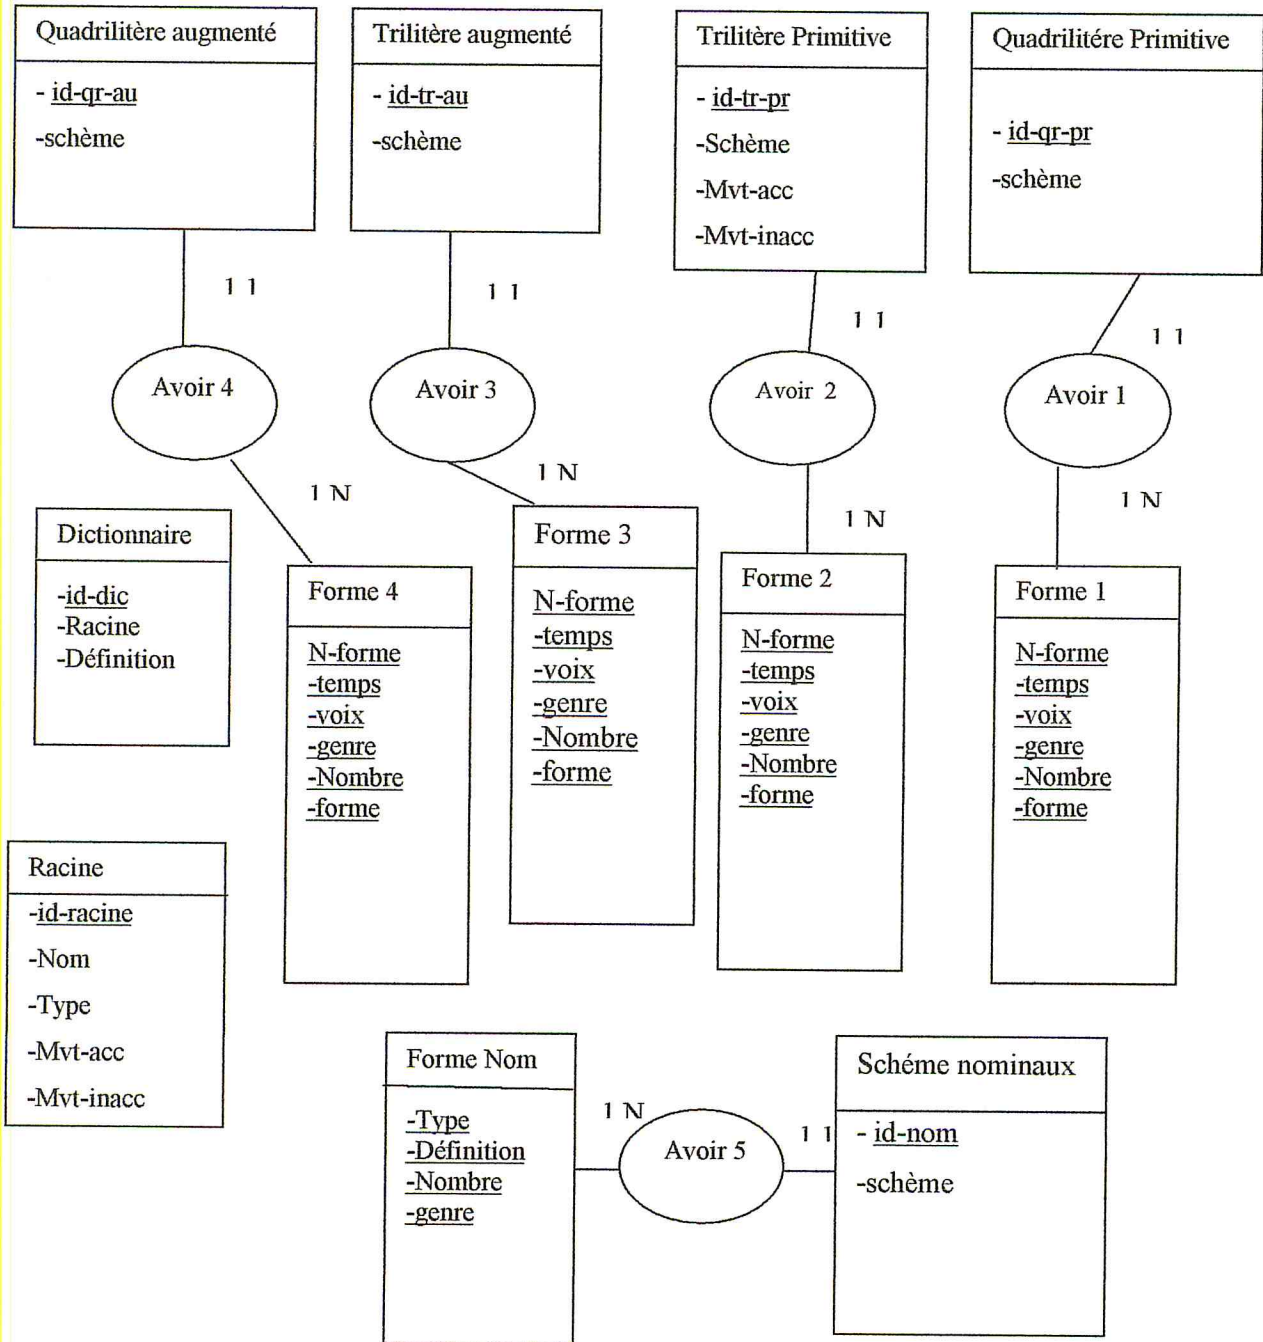 Quadrilitère augmenté
- id-qr-au
-schème
Trilitère augmenté
- id-tr-au
-schème
Trilitère Primitive
- id-tr-pr
-Schème
-Mvt-acc
-Mvt-inacc
Quadrilitére Primitive
- id-qr-pr
-schème
1 1
1 1
1 1
1 1
Avoir 4
Avoir 3
Avoir 2
Avoir 1
1 N
1 N
1 N
1 N
Dictionnaire
-id-dic
-Racine
-Définition
Forme 4
N-forme
-temps
-voix
-genre
-Nombre
-forme
Forme 3
N-forme
-temps
-voix
-genre
-Nombre
-forme
Forme 2
N-forme
-temps
-voix
-genre
-Nombre
-forme
Forme 1
N-forme
-temps
-voix
-genre
-Nombre
-forme
Racine
-id-racine
-Nom
-Type
-Mvt-acc
-Mvt-inacc
Forme Nom
-Type
-Définition
-Nombre
-genre
1 N
Avoir 5
1 1
Schéme nominaux
- id-nom
-schème